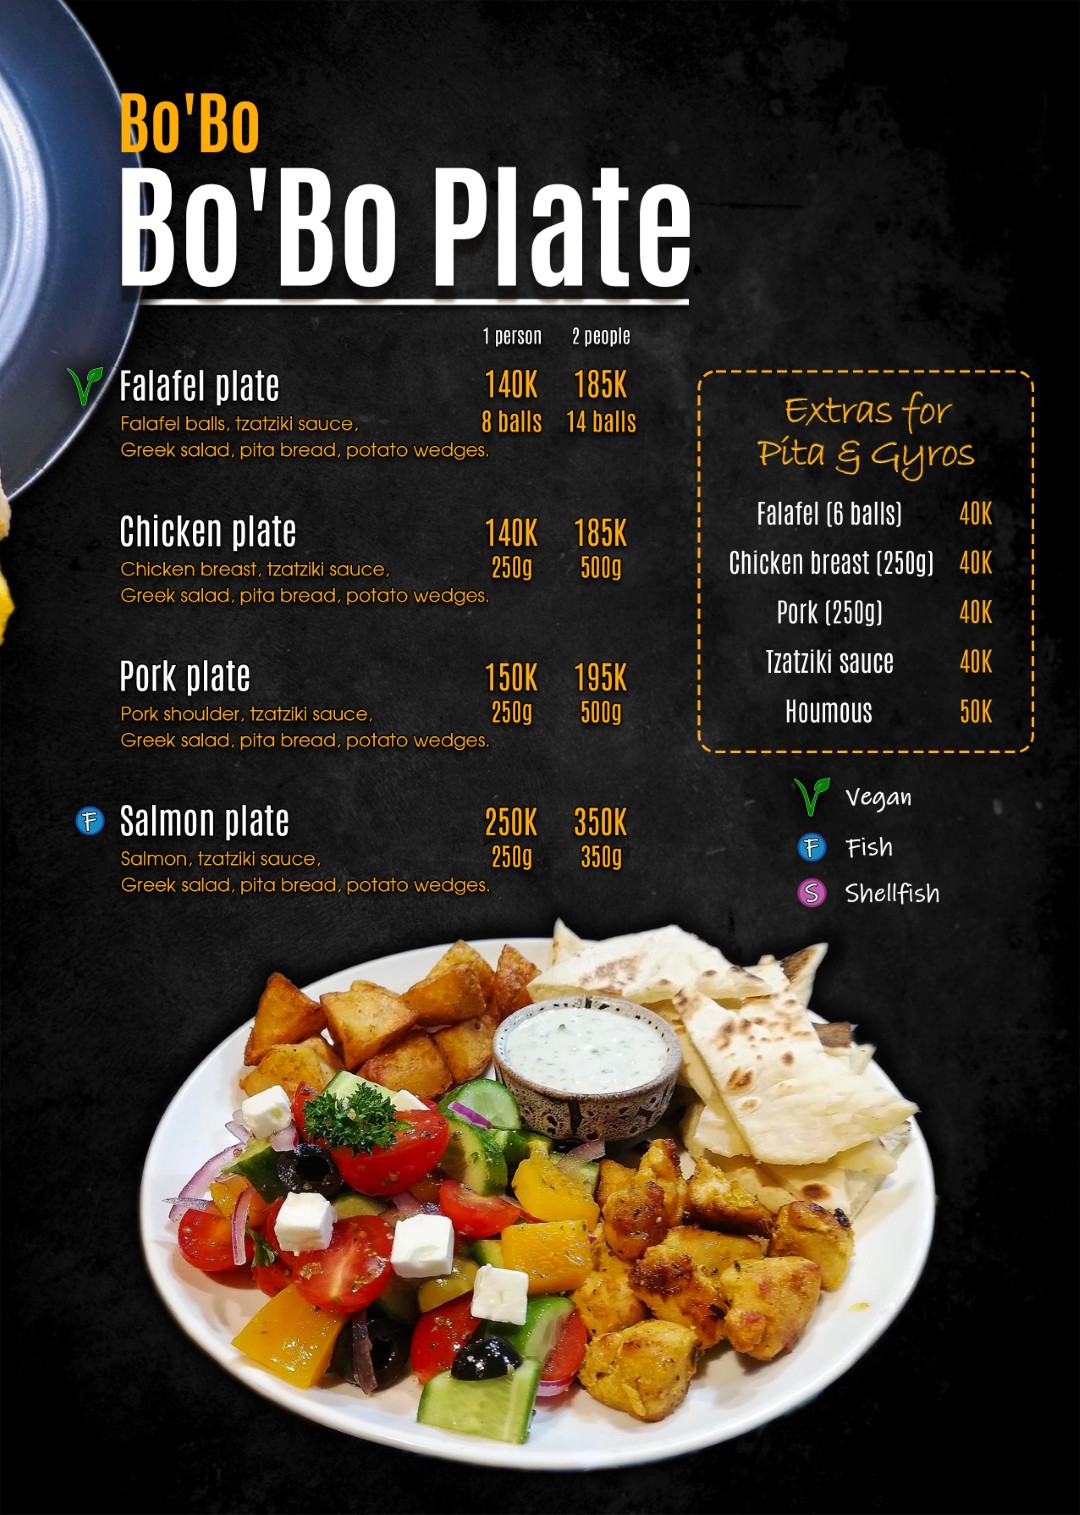 Bo'Bo
Bo'Bo Plate
1 person 2 people
Falafel plate 140K 185K
Falafel balls, tzatziki sauce, 8 balls 14 balls
Greek salad, pita bread, potato wedges.
Chicken plate 140K 185K
Chicken breast, tzatziki sauce, 250g 500g
Greek salad, pita bread, potato wedges.
Pork plate 150K 195K
Pork shoulder, tzatziki sauce, 250g 500g
Greek salad, pita bread, potato wedges.
F Salmon plate 250K 350K
Salmon, tzatziki sauce, 250g 350g
Greek salad, pita bread, potato wedges.
Extras for
Pita & Gyros
Falafel (6 balls) 40K
Chicken breast (250g) 40K
Pork (250g) 40K
Tzatziki sauce 40K
Houmous 50K
Vegan
F Fish
S Shellfish